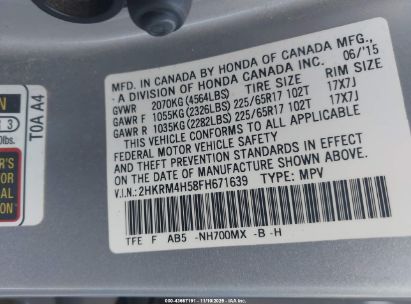 MFD. IN CANADA BY HONDA OF CANADA MFG.,
- A DIVISION OF HONDA CANADA INC. 06/'15
GVWR 2070KG (4564LBS) TIRE SIZE RIM SIZE
GAWR F 1055KG (2326LBS) 225/65R17 102T 17X7J
GAWR R 1035KG (2282LBS) 225/65R17 102T 17X7J
THIS VEHICLE CONFORMS TO ALL APPLICABLE
FEDERAL MOTOR VEHICLE SAFETY, BUMPER,
AND THEFT PREVENTION STANDARDS IN EFFECT
ON THE DATE OF MANUFACTURE SHOWN ABOVE.
V.I.N: 2HKRM4H58FH671639 TYPE: MPV
TFE F AB5 -NH700MX -B -H
T0A A4
3
lbs.